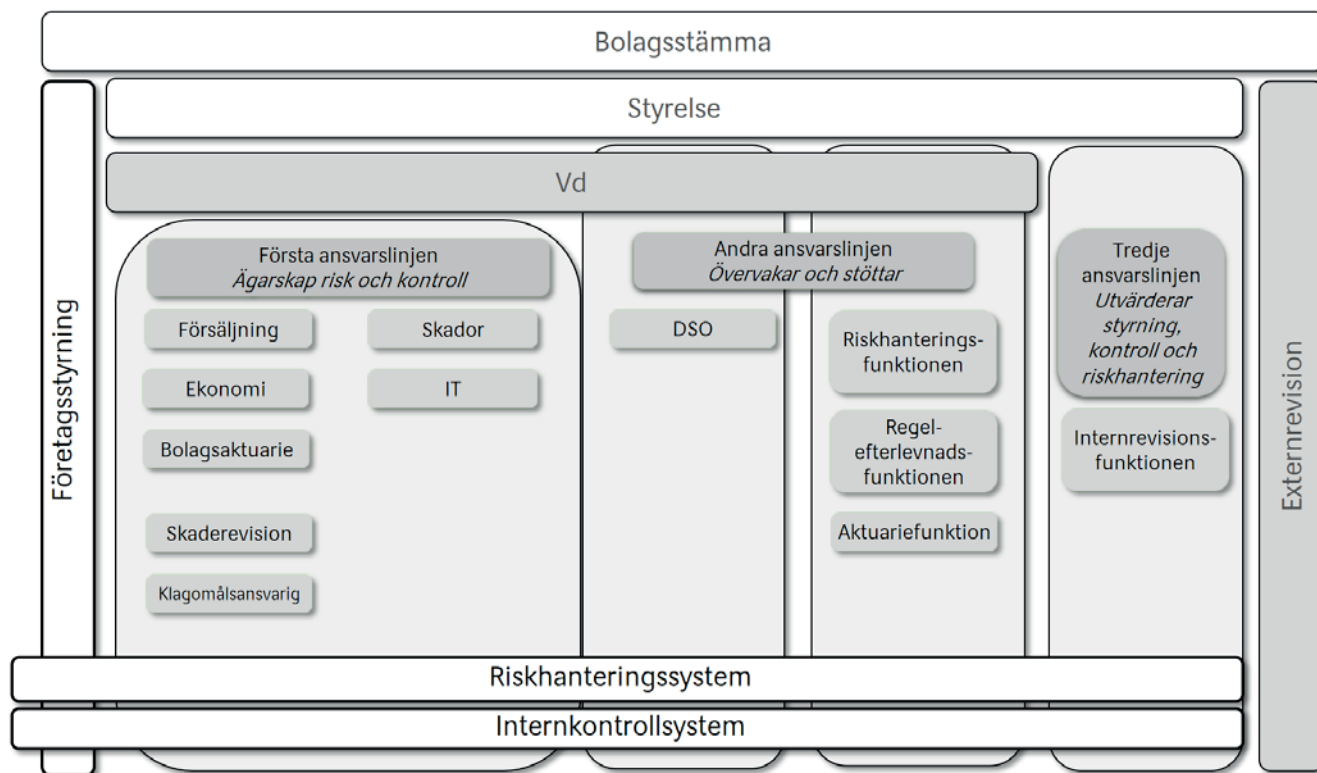 Bolagsstämma
Styrelse
Vd
Företagsstyrning
Första ansvarslinjen
Ägarskap risk och kontroll
Försäljning
Skador
Ekonomi
IT
Bolagsaktuarie
Skaderevision
Klagomålsansvarig
Andra ansvarslinjen
Övervakar och stöttar
DSO
Riskhanterings-
funktionen
Regel-
efterlevnads-
funktionen
Aktuariefunktion
Tredje
ansvarslinjen
Utvärderar
styrning,
kontroll och
riskhantering
Internrevisions-
funktionen
Externrevision
Riskhanteringssystem
Internkontrollsystem